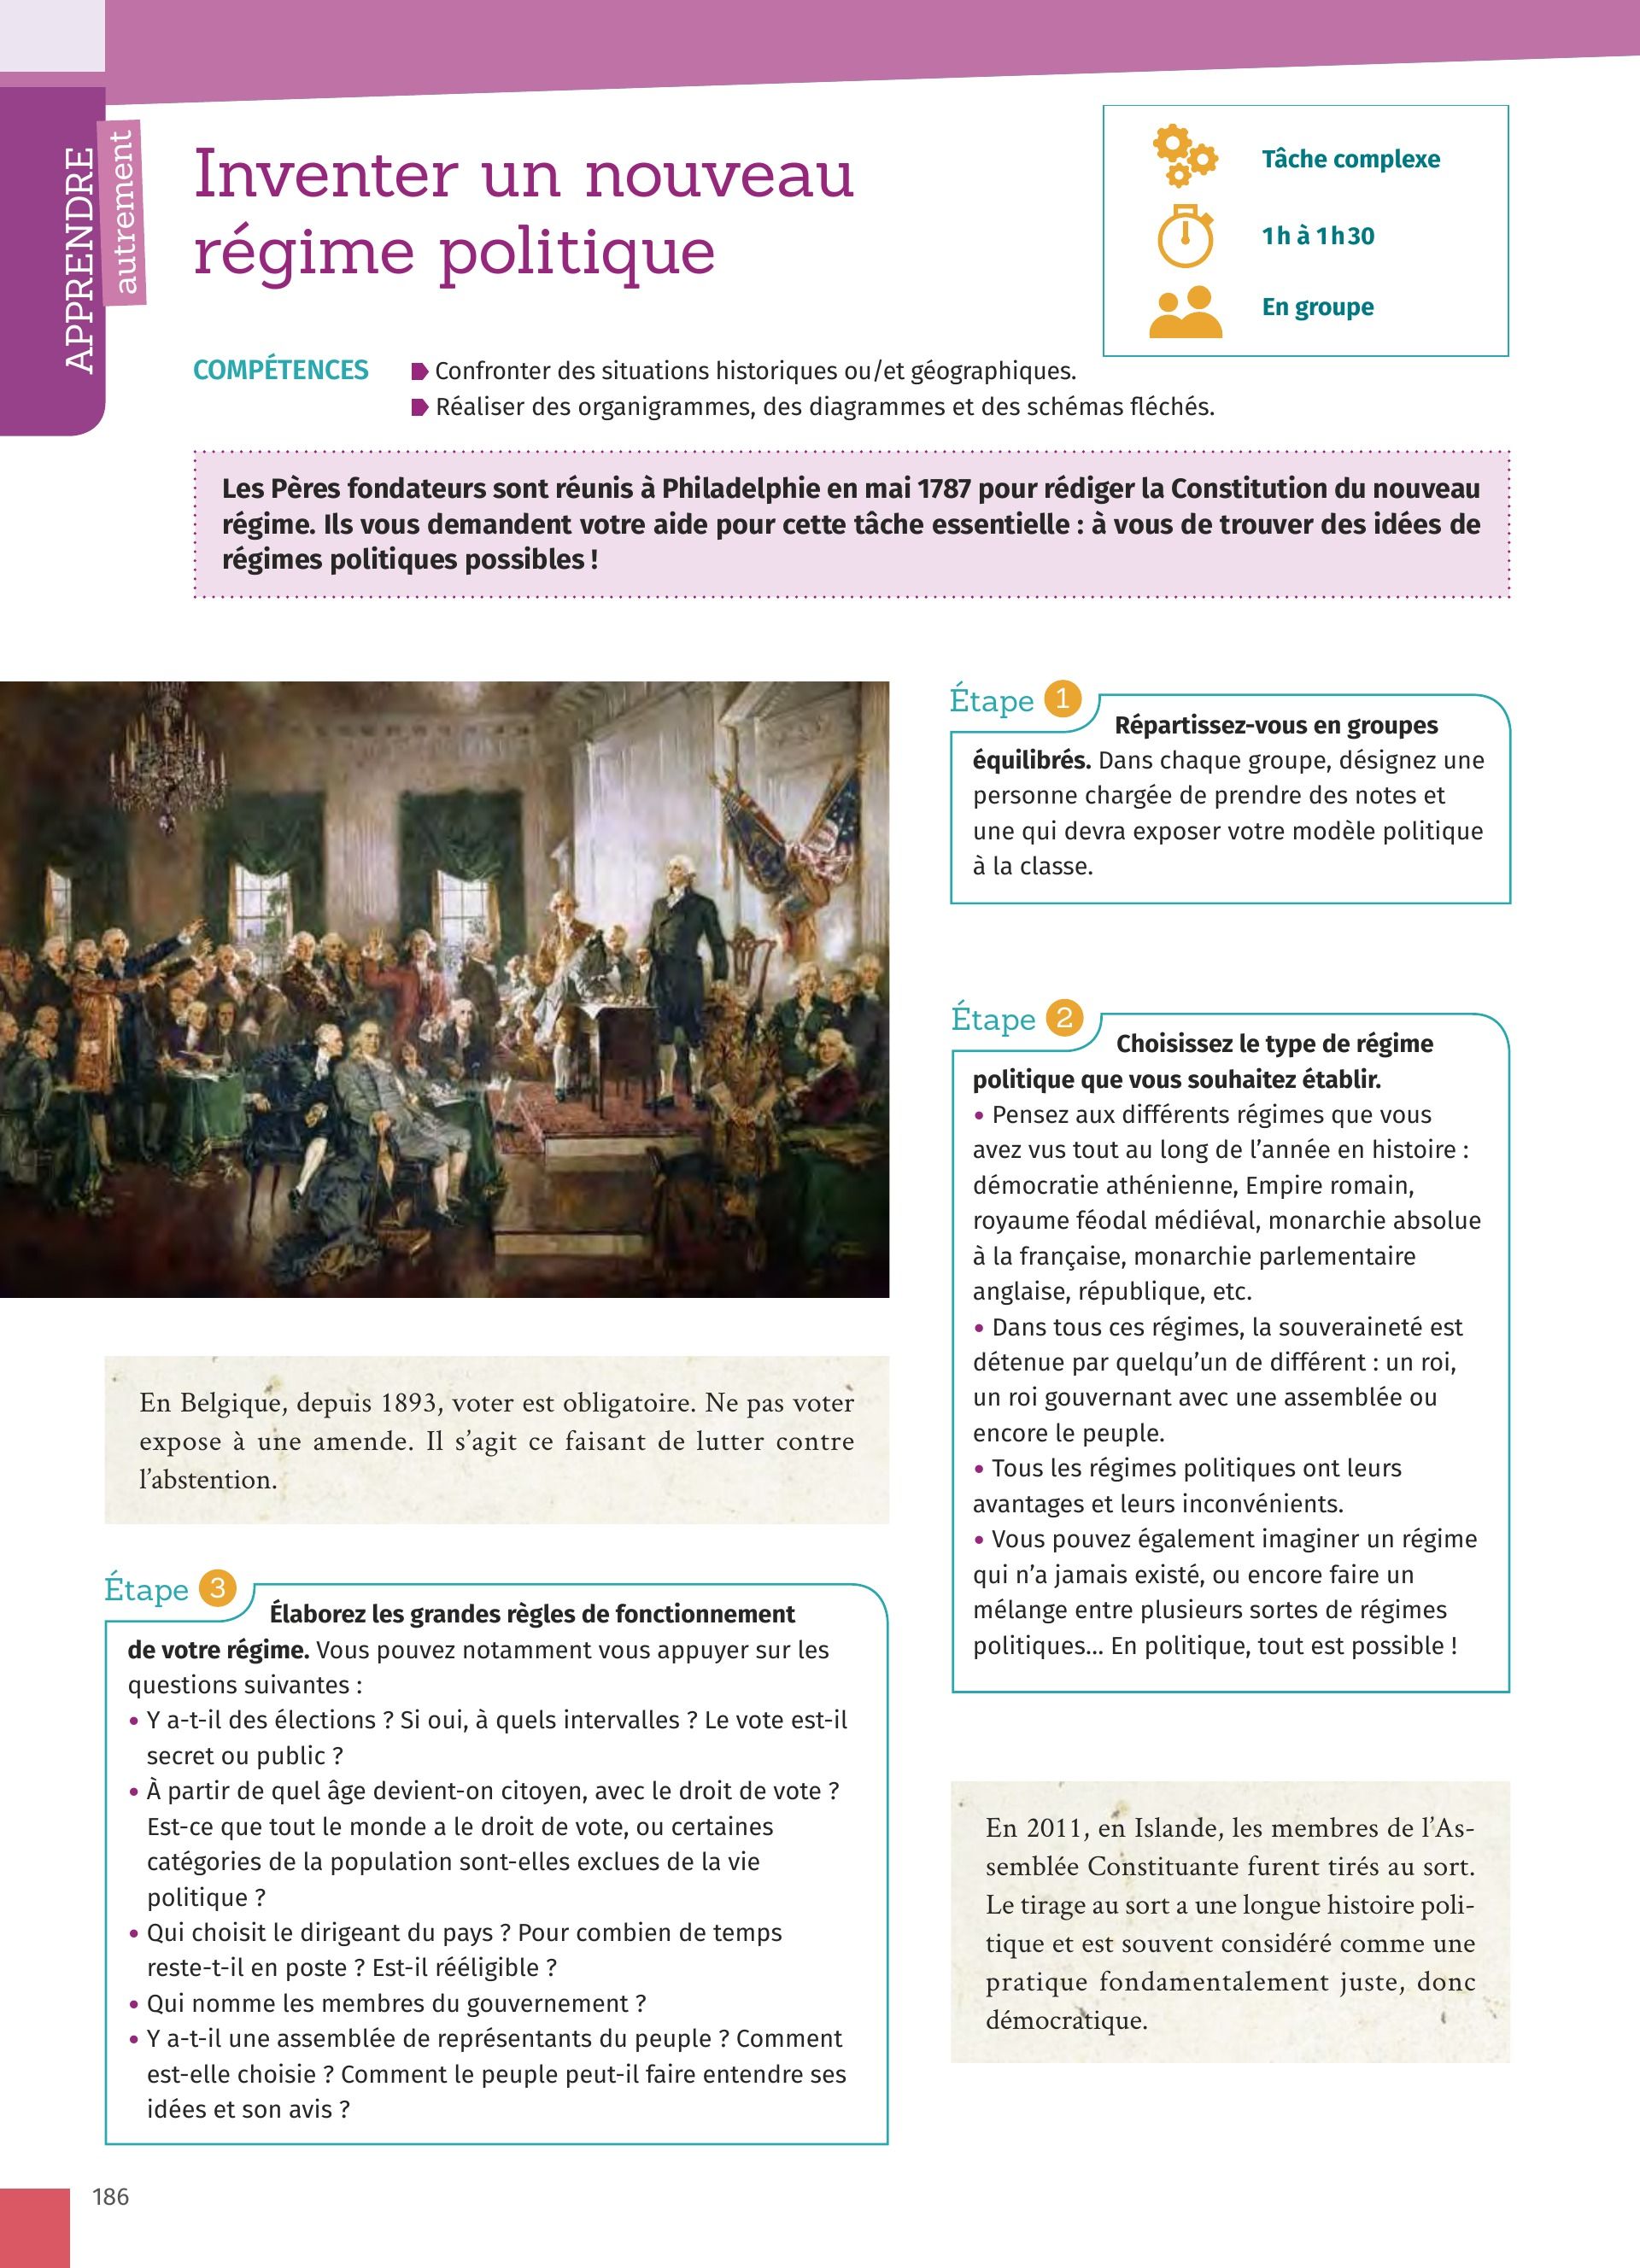 APPRENDRE
autrement
Inventer un nouveau
régime politique
Tâche complexe
1 h à 1 h 30
En groupe
COMPÉTENCES
Confronter des situations historiques ou/et géographiques.
Réaliser des organigrammes, des diagrammes et des schémas fléchés.
Les Pères fondateurs sont réunis à Philadelphie en mai 1787 pour rédiger la Constitution du nouveau
régime. Ils vous demandent votre aide pour cette tâche essentielle : à vous de trouver des idées de
régimes politiques possibles !
Étape 1
Répartissez-vous en groupes
équilibrés. Dans chaque groupe, désignez une
personne chargée de prendre des notes et
une qui devra exposer votre modèle politique
à la classe.
Étape 2
Choisissez le type de régime
politique que vous souhaitez établir.
• Pensez aux différents régimes que vous
avez vus tout au long de l’année en histoire :
démocratie athénienne, Empire romain,
royaume féodal médiéval, monarchie absolue
à la française, monarchie parlementaire
anglaise, république, etc.
• Dans tous ces régimes, la souveraineté est
détenue par quelqu’un de différent : un roi,
un roi gouvernant avec une assemblée ou
encore le peuple.
• Tous les régimes politiques ont leurs
avantages et leurs inconvénients.
• Vous pouvez également imaginer un régime
qui n’a jamais existé, ou encore faire un
mélange entre plusieurs sortes de régimes
politiques... En politique, tout est possible !
En Belgique, depuis 1893, voter est obligatoire. Ne pas voter
expose à une amende. Il s’agit ce faisant de lutter contre
l’abstention.
Étape 3
Élaborez les grandes règles de fonctionnement
de votre régime. Vous pouvez notamment vous appuyer sur les
questions suivantes :
• Y a-t-il des élections ? Si oui, à quels intervalles ? Le vote est-il
secret ou public ?
• À partir de quel âge devient-on citoyen, avec le droit de vote ?
Est-ce que tout le monde a le droit de vote, ou certaines
catégories de la population sont-elles exclues de la vie
politique ?
• Qui choisit le dirigeant du pays ? Pour combien de temps
reste-t-il en poste ? Est-il rééligible ?
• Qui nomme les membres du gouvernement ?
• Y a-t-il une assemblée de représentants du peuple ? Comment
est-elle choisie ? Comment le peuple peut-il faire entendre ses
idées et son avis ?
En 2011, en Islande, les membres de l’As-
semblée Constituante furent tirés au sort.
Le tirage au sort a une longue histoire poli-
tique et est souvent considéré comme une
pratique fondamentalement juste, donc
démocratique.
186